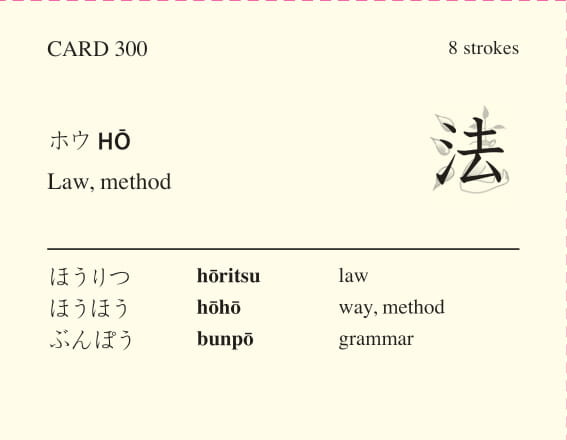 CARD 300
8 strokes
ホウ HŌ
法
Law, method
ほうりつ hōritsu law
ほうほう hōhō way, method
ぶんぽう bunpō grammar